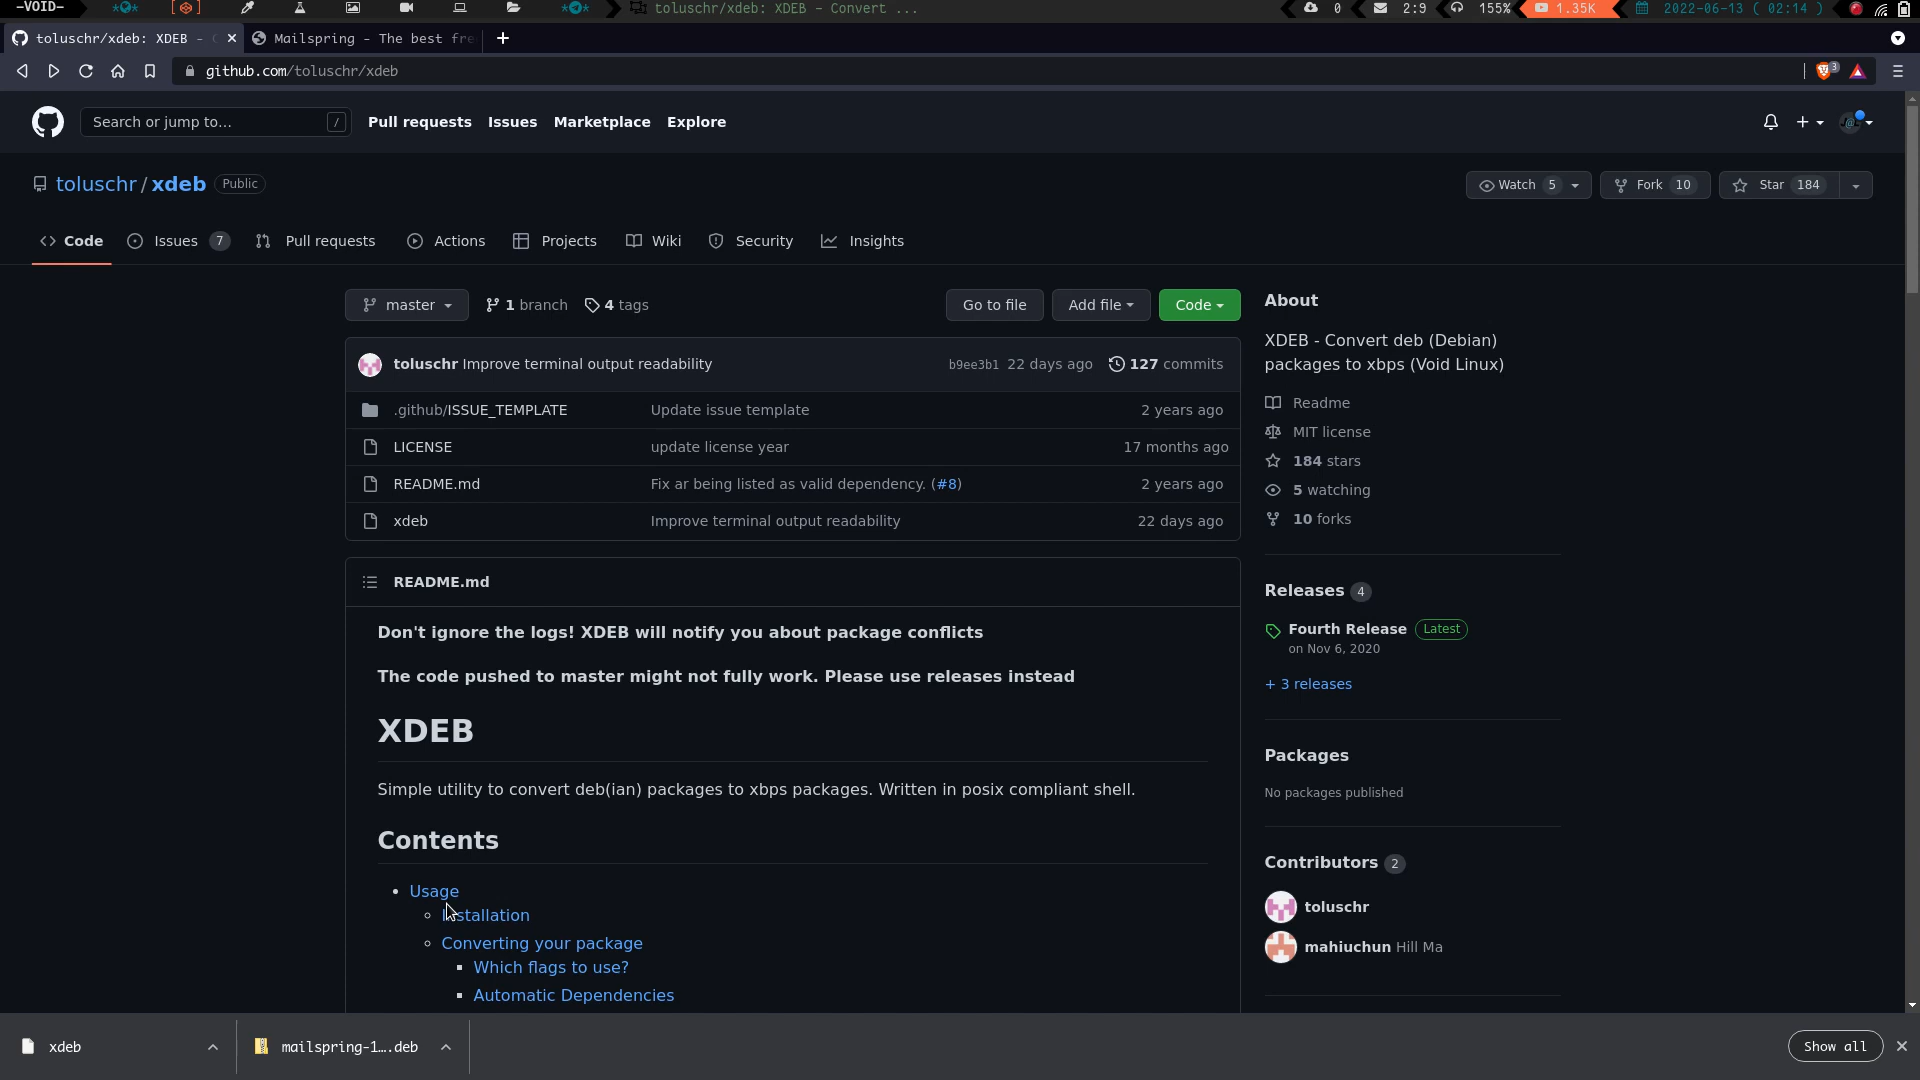 -VOID-
toluschr/xdeb: XDEB - Convert ...
0
2:9
155%
1.35K
2022-06-13 ( 02:14 )
toluschr/xdeb: XDEB -
Mailspring - The best fre
github.com/toluschr/xdeb
3
Search or jump to...
/
Pull requests
Issues
Marketplace
Explore
toluschr / xdeb
Public
Watch 5
Fork 10
Star 184
Code
Issues 7
Pull requests
Actions
Projects
Wiki
Security
Insights
master
1 branch
4 tags
Go to file
Add file
Code
toluschr Improve terminal output readability
b9ee3b1 22 days ago
127 commits
.github/ISSUE_TEMPLATE
Update issue template
2 years ago
LICENSE
update license year
17 months ago
README.md
Fix ar being listed as valid dependency. (#8)
2 years ago
xdeb
Improve terminal output readability
22 days ago
README.md
Don't ignore the logs! XDEB will notify you about package conflicts
The code pushed to master might not fully work. Please use releases instead
XDEB
Simple utility to convert deb(ian) packages to xbps packages. Written in posix compliant shell.
Contents
Usage
Installation
Converting your package
Which flags to use?
Automatic Dependencies
About
XDEB - Convert deb (Debian)
packages to xbps (Void Linux)
Readme
MIT license
184 stars
5 watching
10 forks
Releases 4
Fourth Release Latest
on Nov 6, 2020
+ 3 releases
Packages
No packages published
Contributors 2
toluschr
mahiuchun Hill Ma
xdeb
mailspring-1....deb
Show all